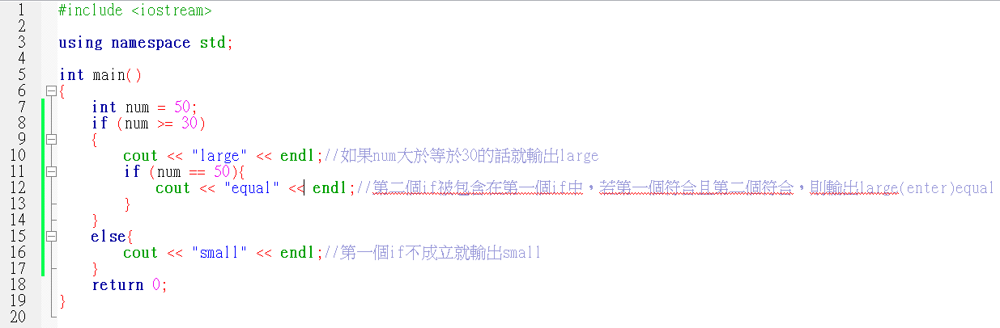 1 #include <iostream>
2
3 using namespace std;
4
5 int main()
6 {
7 int num = 50;
8 if (num >= 30)
9 {
10 cout << "large" << endl;//如果num大於等於30的話就輸出large
11 if (num == 50){
12 cout << "equal" << endl;//第二個if被包含在第一個if中，若第一個符合且第二個符合，則輸出large(enter)equal
13 }
14 }
15 else{
16 cout << "small" << endl;//第一個if不成立就輸出small
17 }
18 return 0;
19 }
20